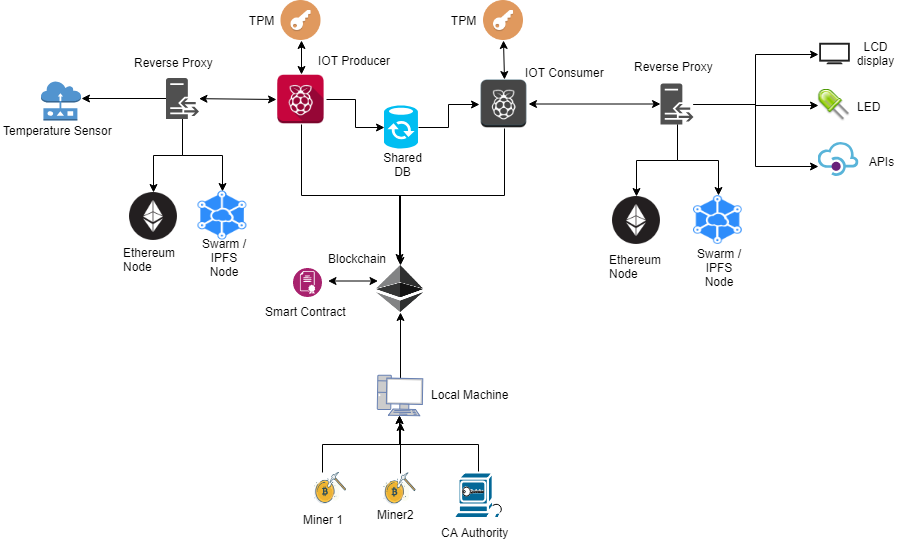 TPM
TPM
IOT Producer
Reverse Proxy
IOT Consumer
Reverse Proxy
LCD
display
LED
APIs
Temperature Sensor
Shared
DB
Ethereum
Node
Swarm /
IPFS
Node
Blockchain
Ethereum
Node
Swarm /
IPFS
Node
Smart Contract
Local Machine
Miner 1
Miner2
CA Authority